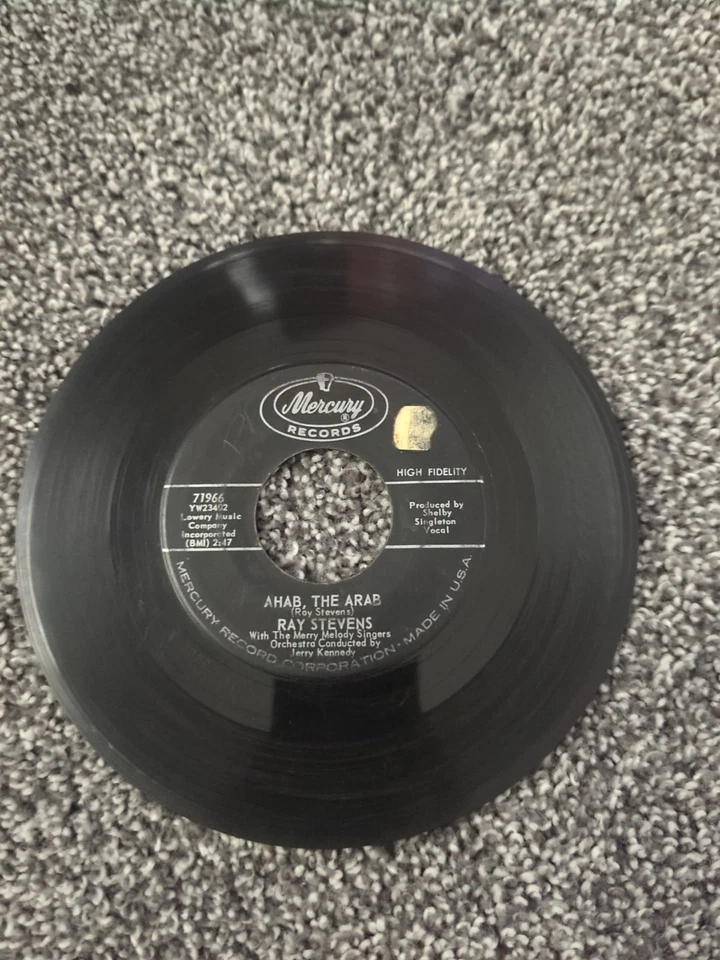 Mercury
®
RECORDS
HIGH FIDELITY
71966
YW23402
Lowery Music
Company
Incorporated
(BMI) 2:47
Produced by
Shelby
Singleton
Vocal
AHAB, THE ARAB
(Ray Stevens)
RAY STEVENS
With The Merry Melody Singers
Orchestra Conducted by
Jerry Kennedy
MERCURY RECORD CORPORATION · MADE IN U.S.A.